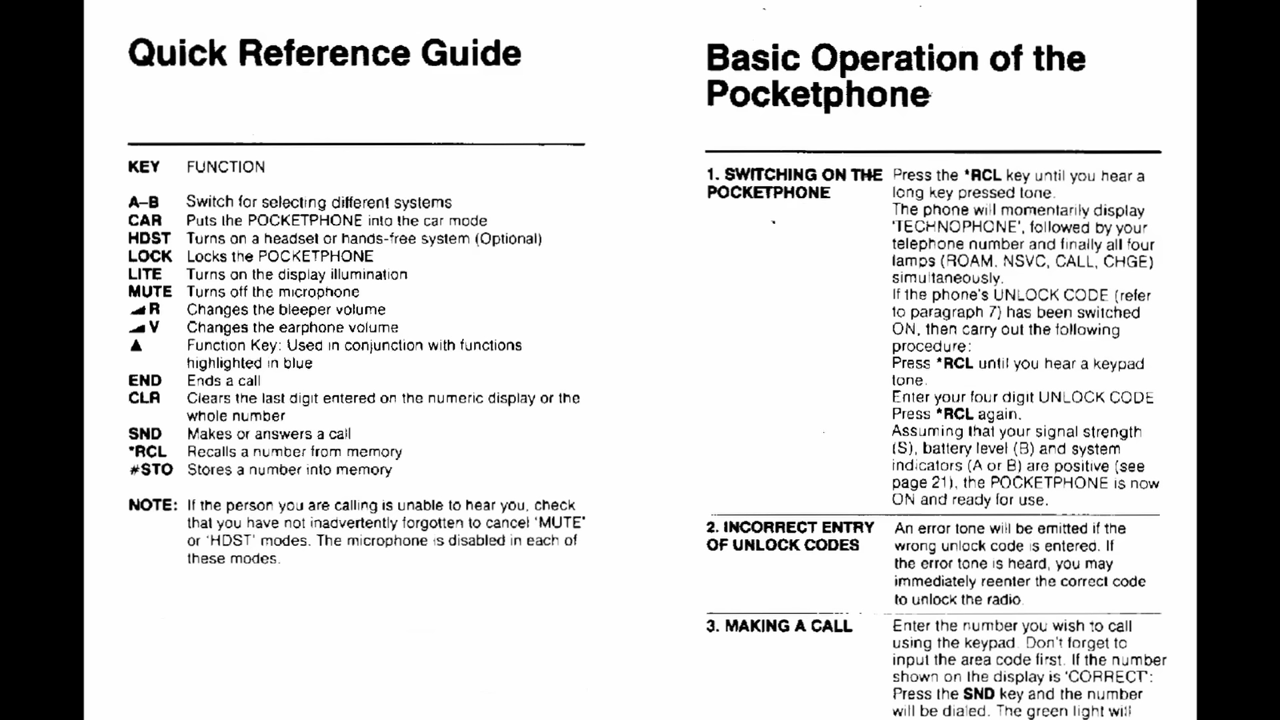 Quick Reference Guide
KEY FUNCTION
A–B Switch for selecting different systems
CAR Puts the POCKETPHONE into the car mode
HDST Turns on a headset or hands-free system (Optional)
LOCK Locks the POCKETPHONE
LITE Turns on the display illumination
MUTE Turns off the microphone
◢ R Changes the bleeper volume
◢ V Changes the earphone volume
▲ Function Key: Used in conjunction with functions
highlighted in blue
END Ends a call
CLR Clears the last digit entered on the numeric display or the
whole number
SND Makes or answers a call
*RCL Recalls a number from memory
#STO Stores a number into memory
NOTE: If the person you are calling is unable to hear you, check
that you have not inadvertently forgotten to cancel 'MUTE'
or 'HDST' modes. The microphone is disabled in each of
these modes.
Basic Operation of the
Pocketphone
1. SWITCHING ON THE
POCKETPHONE
Press the *RCL key until you hear a
long key pressed tone.
The phone will momentarily display
'TECHNOPHONE', followed by your
telephone number and finally all four
lamps (ROAM, NSVC, CALL, CHGE)
simultaneously.
If the phone's UNLOCK CODE (refer
to paragraph 7) has been switched
ON, then carry out the following
procedure:
Press *RCL until you hear a keypad
tone.
Enter your four digit UNLOCK CODE
Press *RCL again.
Assuming that your signal strength
(S), battery level (B) and system
indicators (A or B) are positive (see
page 21), the POCKETPHONE is now
ON and ready for use.
2. INCORRECT ENTRY
OF UNLOCK CODES
An error tone will be emitted if the
wrong unlock code is entered. If
the error tone is heard, you may
immediately reenter the correct code
to unlock the radio.
3. MAKING A CALL
Enter the number you wish to call
using the keypad. Don't forget to
input the area code first. If the number
shown on the display is 'CORRECT':
Press the SND key and the number
will be dialed. The green light will